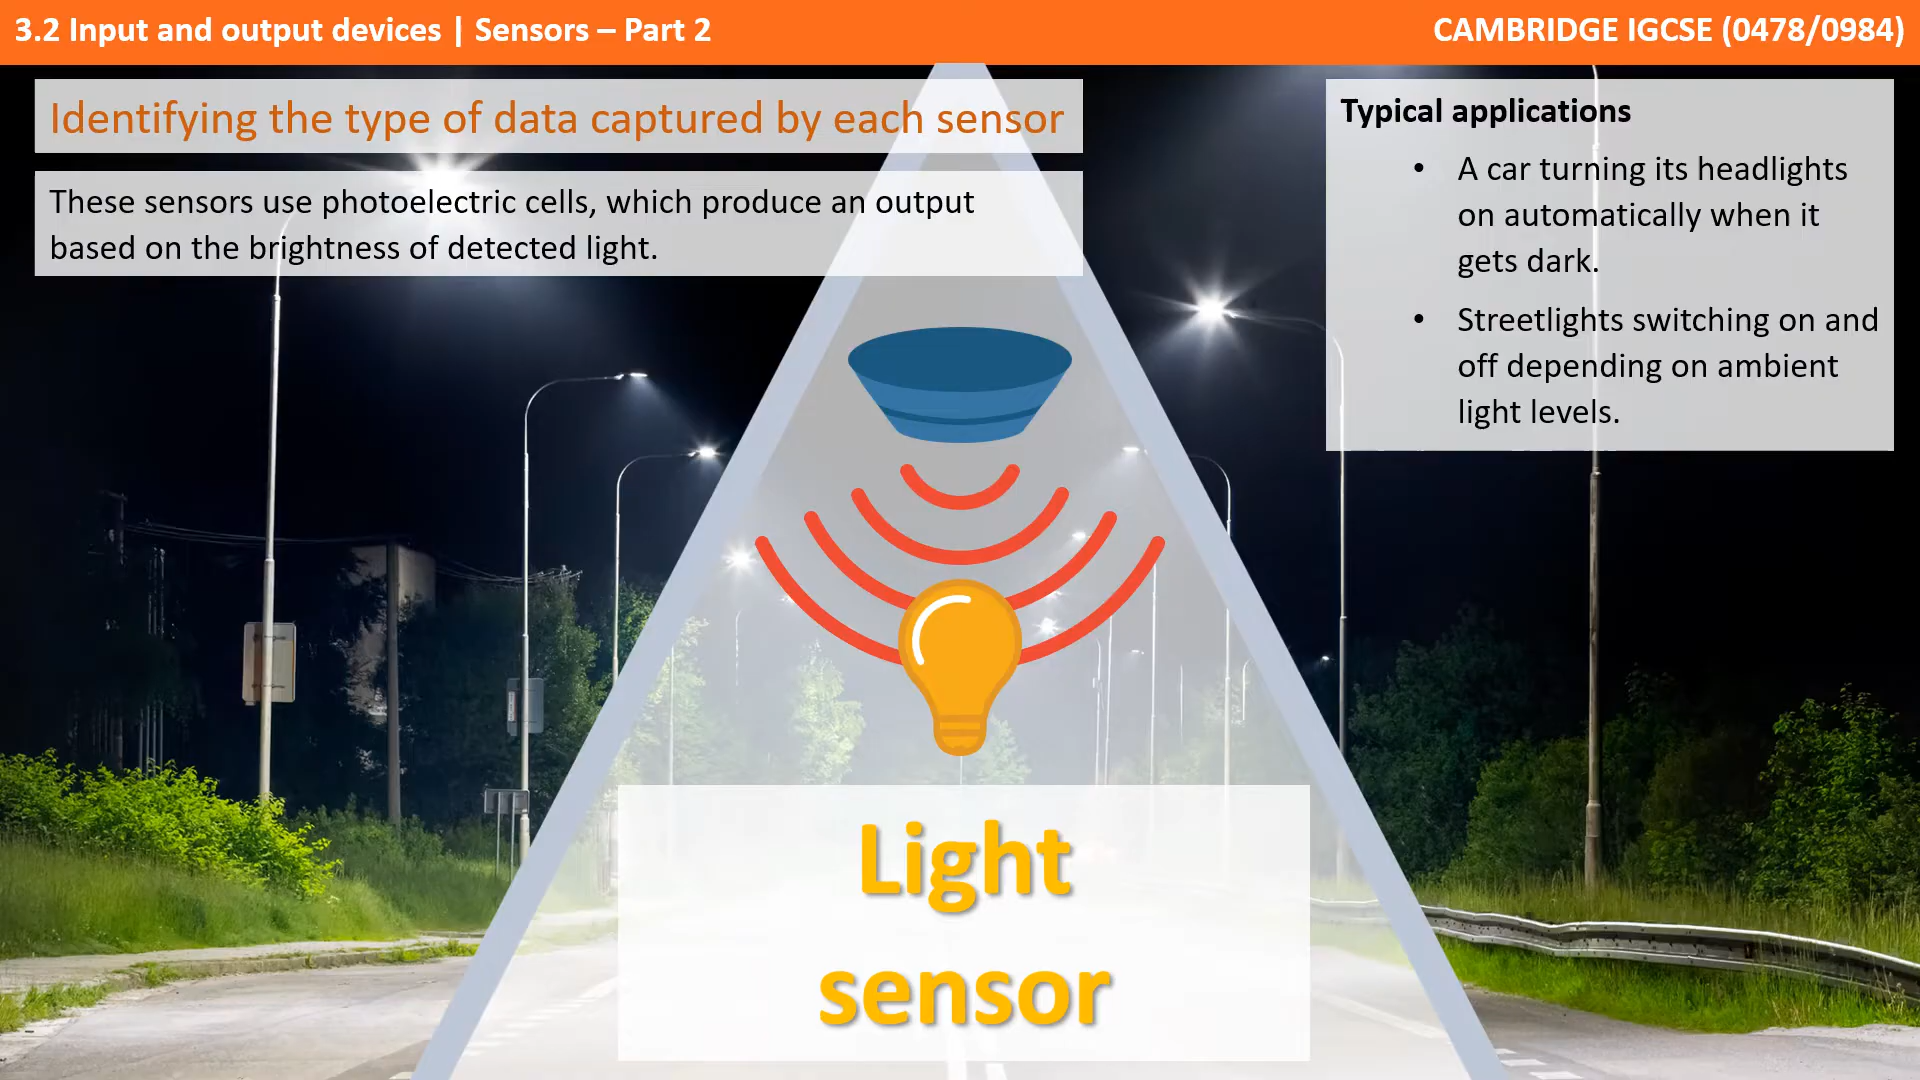 3.2 Input and output devices | Sensors – Part 2
CAMBRIDGE IGCSE (0478/0984)
Identifying the type of data captured by each sensor
These sensors use photoelectric cells, which produce an output
based on the brightness of detected light.
Typical applications
• A car turning its headlights
on automatically when it
gets dark.
• Streetlights switching on and
off depending on ambient
light levels.
Light
sensor